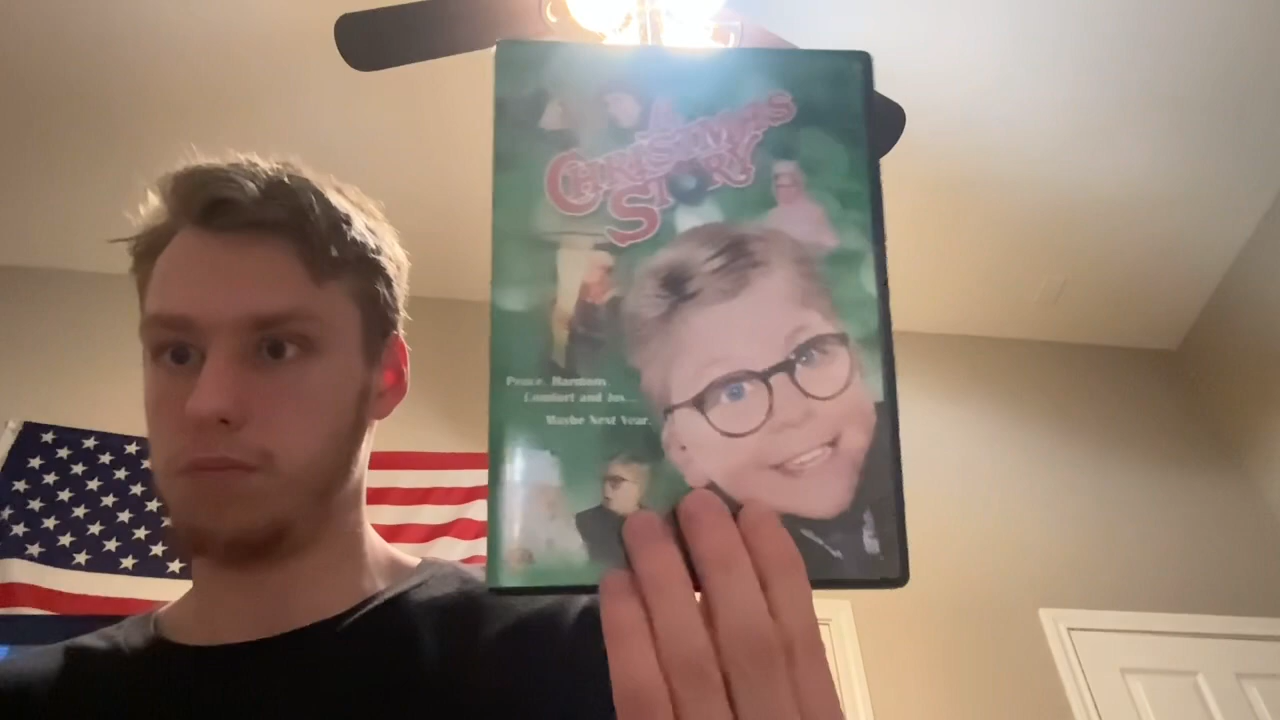 A
CHRISTMAS
STORY
Peace. Harmony.
Comfort and Joy...
Maybe Next Year.